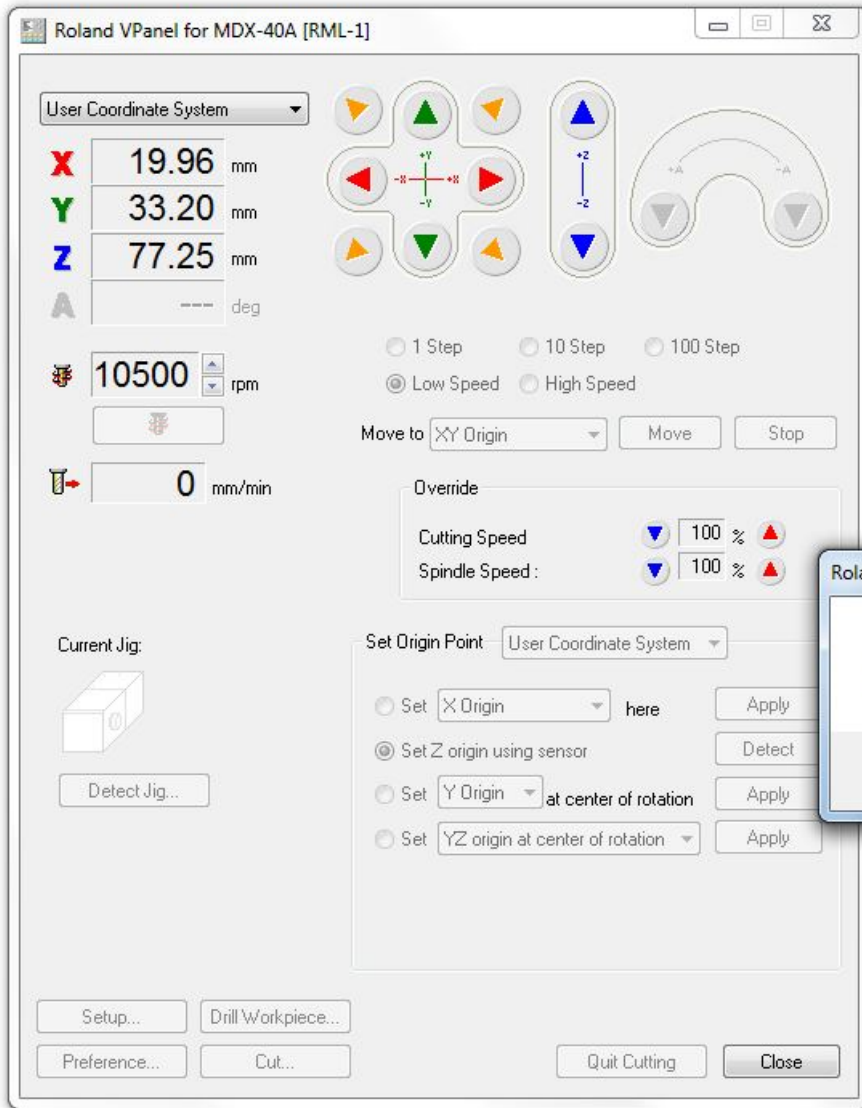 Roland VPanel for MDX-40A [RML-1]
User Coordinate System
X 19.96 mm
Y 33.20 mm
Z 77.25 mm
A --- deg
+Y
-X +X
-Y
+Z
-Z
+A -A
1 Step 10 Step 100 Step
10500 rpm
Low Speed High Speed
Move to XY Origin Move Stop
0 mm/min
Override
Cutting Speed 100 %
Spindle Speed : 100 %
Current Jig:
Set Origin Point User Coordinate System
Set X Origin here Apply
Set Z origin using sensor Detect
Detect Jig...
Set Y Origin at center of rotation Apply
Set YZ origin at center of rotation Apply
Setup... Drill Workpiece...
Preference... Cut... Quit Cutting Close